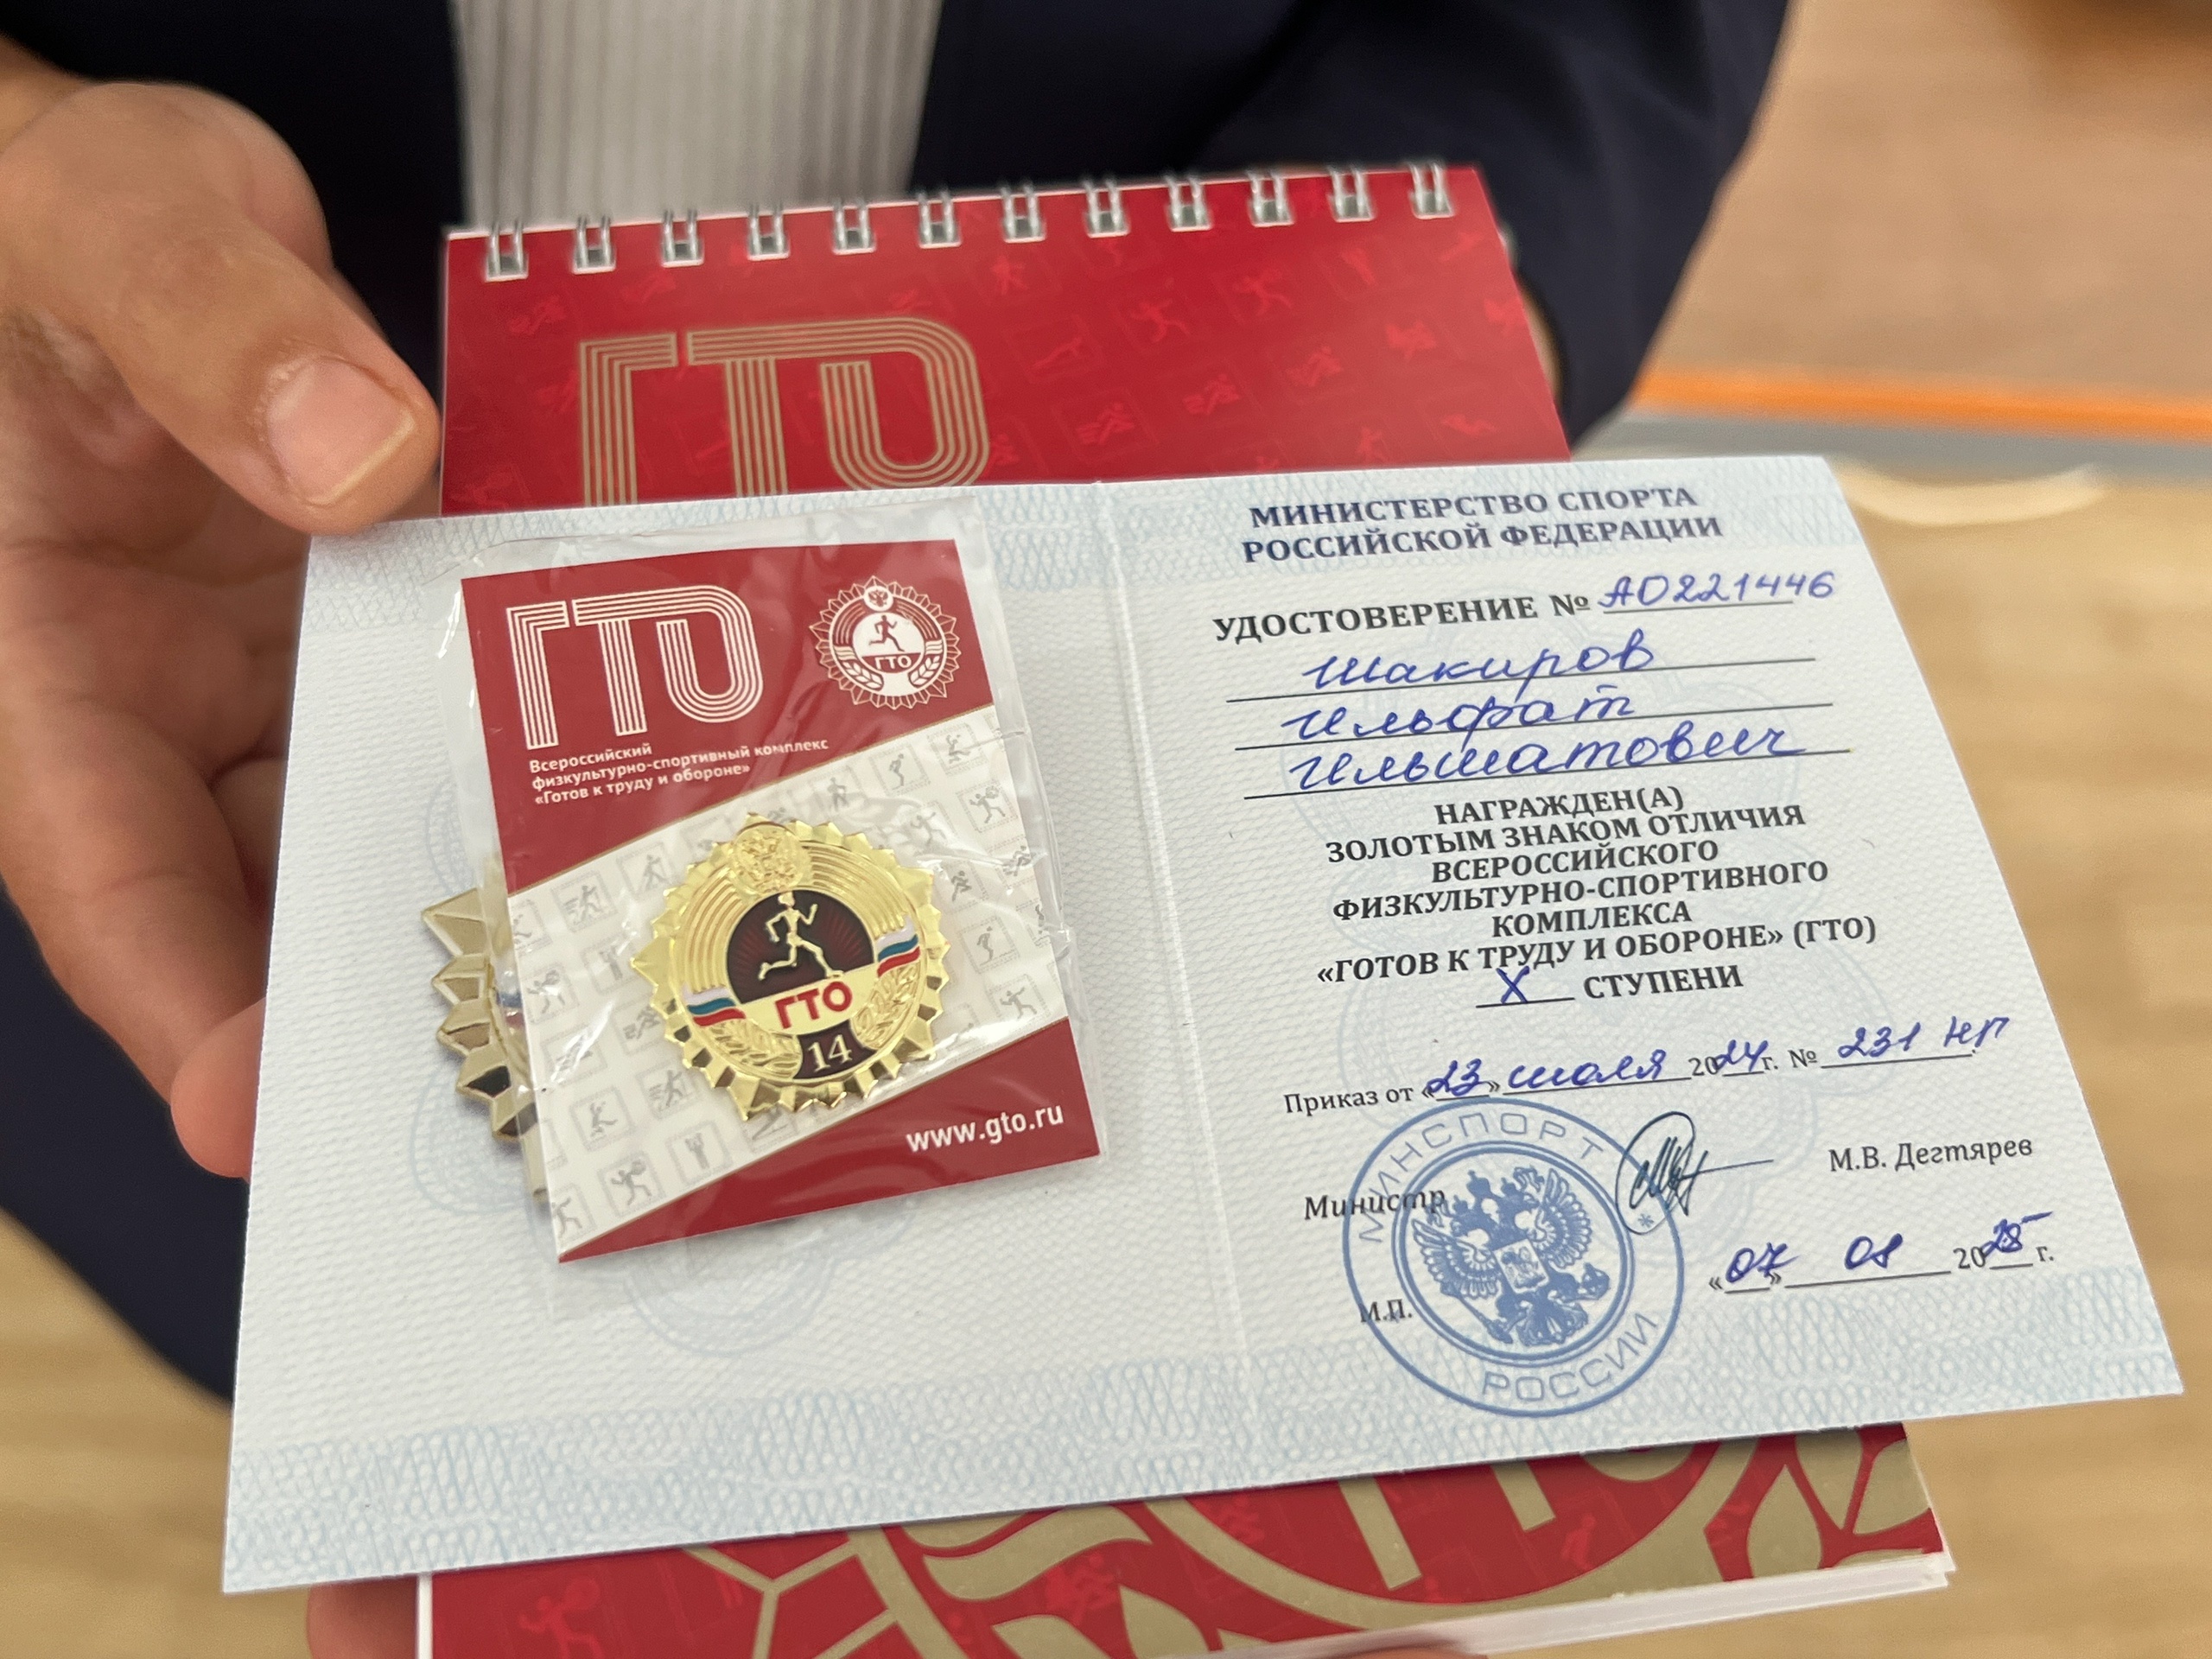 ГТО
ГТО
ГТО
Всероссийский
физкультурно-спортивный комплекс
«Готов к труду и обороне»
ГТО
14
www.gto.ru
МИНИСТЕРСТВО СПОРТА
РОССИЙСКОЙ ФЕДЕРАЦИИ
УДОСТОВЕРЕНИЕ № АО221446
Шакиров
Ильфат
Ильшатович
НАГРАЖДЕН(А)
ЗОЛОТЫМ ЗНАКОМ ОТЛИЧИЯ
ВСЕРОССИЙСКОГО
ФИЗКУЛЬТУРНО-СПОРТИВНОГО
КОМПЛЕКСА
«ГОТОВ К ТРУДУ И ОБОРОНЕ» (ГТО)
X СТУПЕНИ
Приказ от «23» июля 2024г. № 231 НГ
МИНСПОРТ
Министр
М.В. Дегтярев
«07» 08 2025 г.
М.П.
РОССИИ